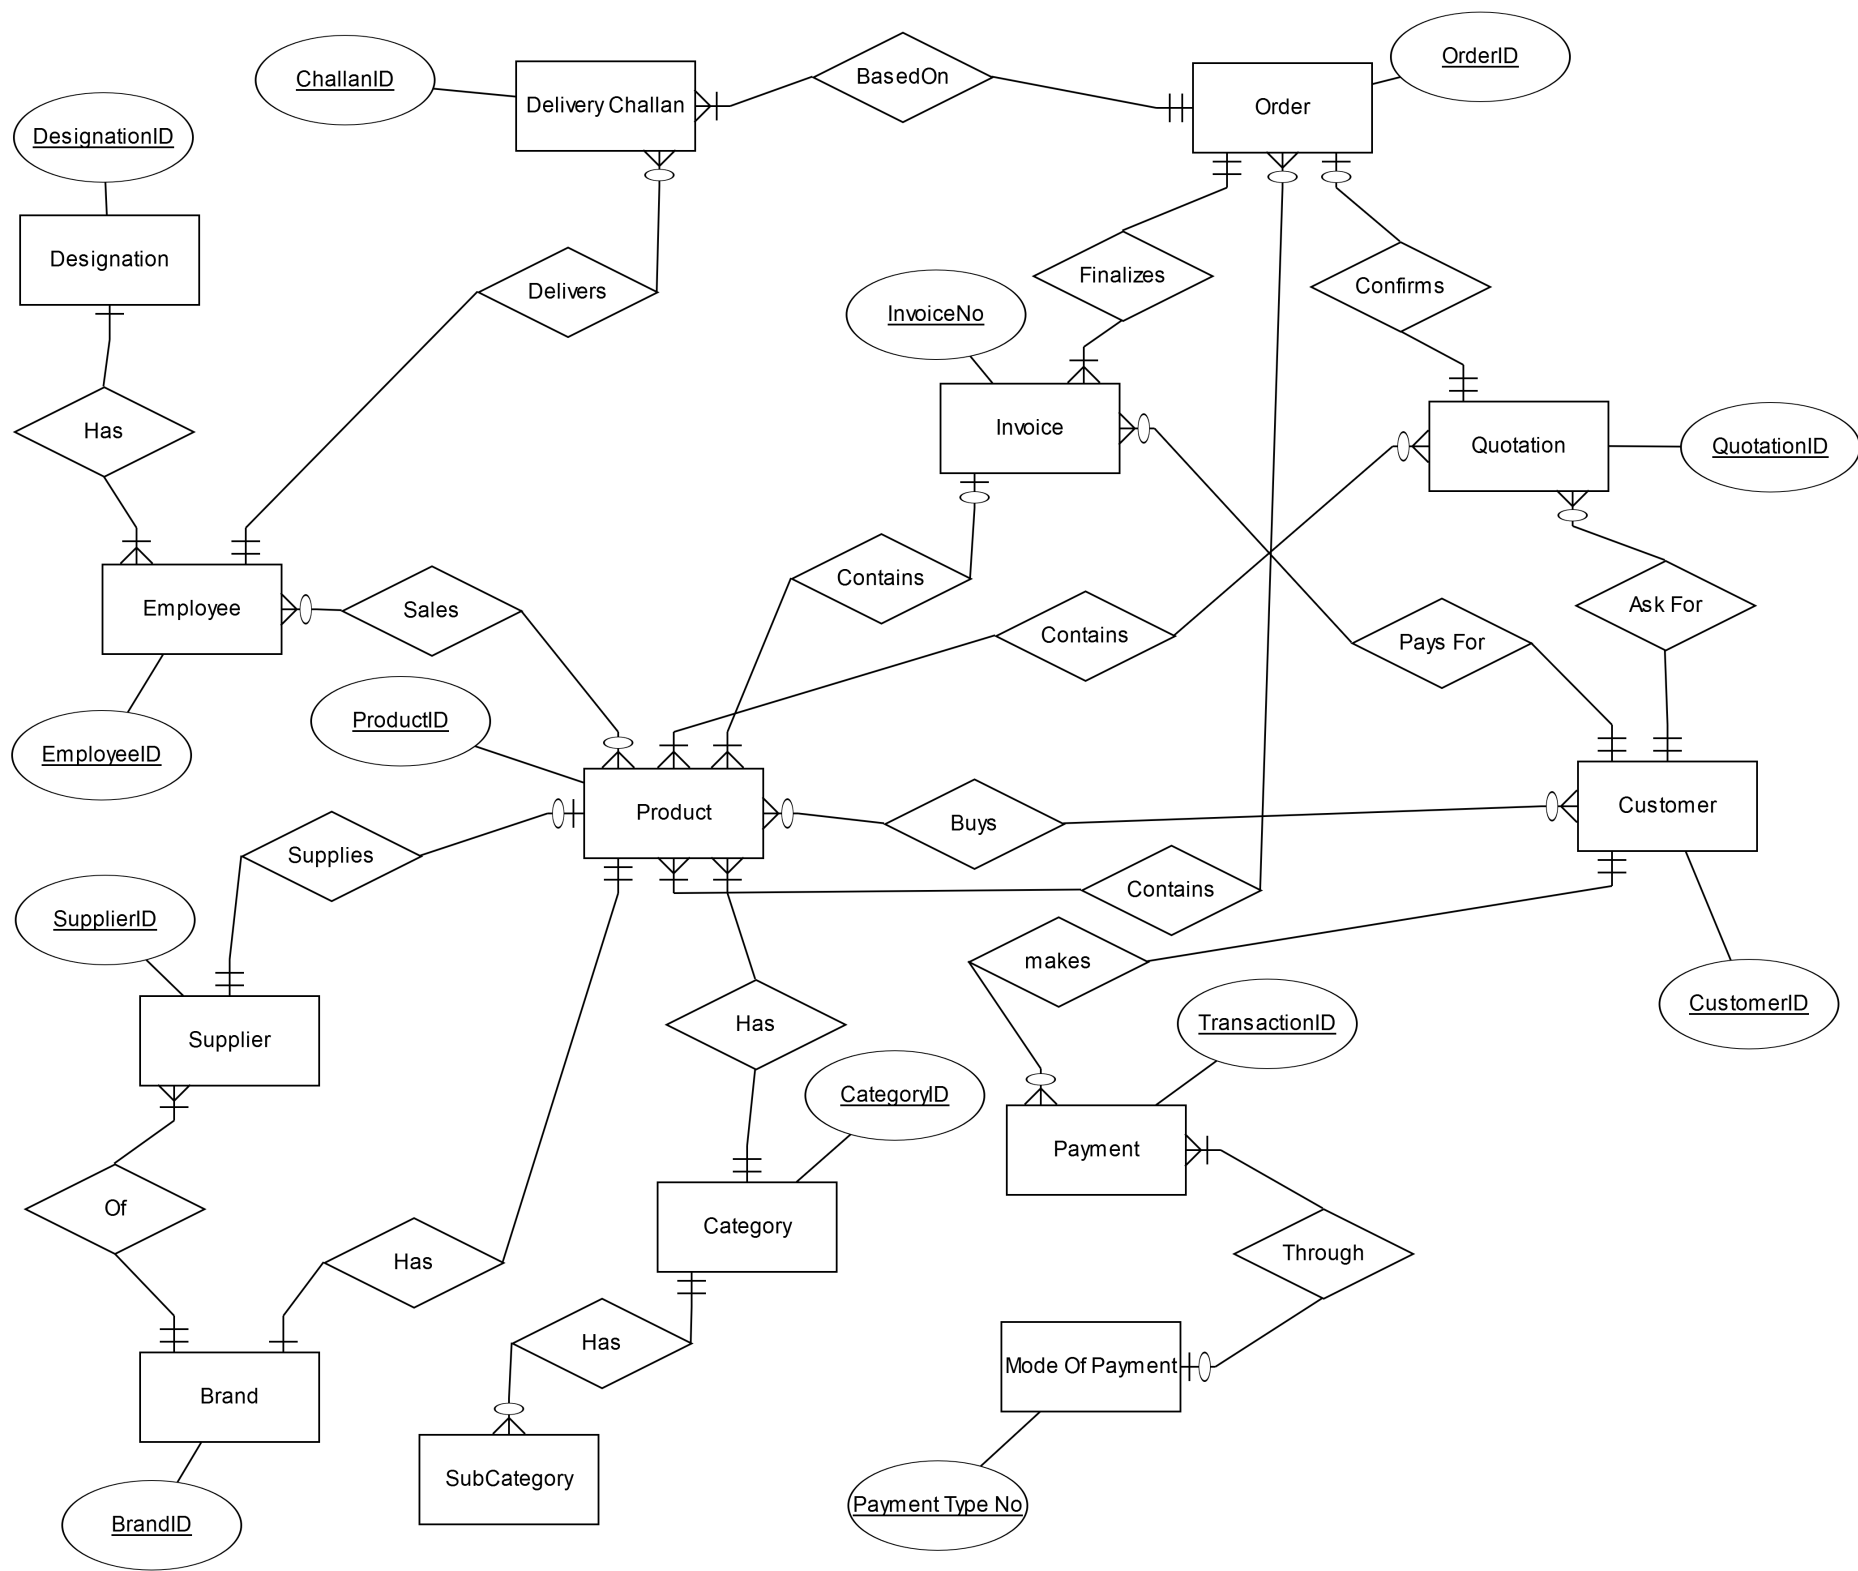 OrderID
BasedOn
ChallanID
Delivery Challan
Order
DesignationID
Designation
Finalizes
Confirms
Delivers
InvoiceNo
Has
Invoice
Quotation
QuotationID
Contains
Employee
Sales
Ask For
Contains
Pays For
ProductID
EmployeeID
Customer
Product
Buys
Supplies
Contains
SupplierID
makes
CustomerID
TransactionID
Has
Supplier
CategoryID
Payment
Of
Category
Through
Has
Has
Mode Of Payment
Brand
SubCategory
Payment Type No
BrandID